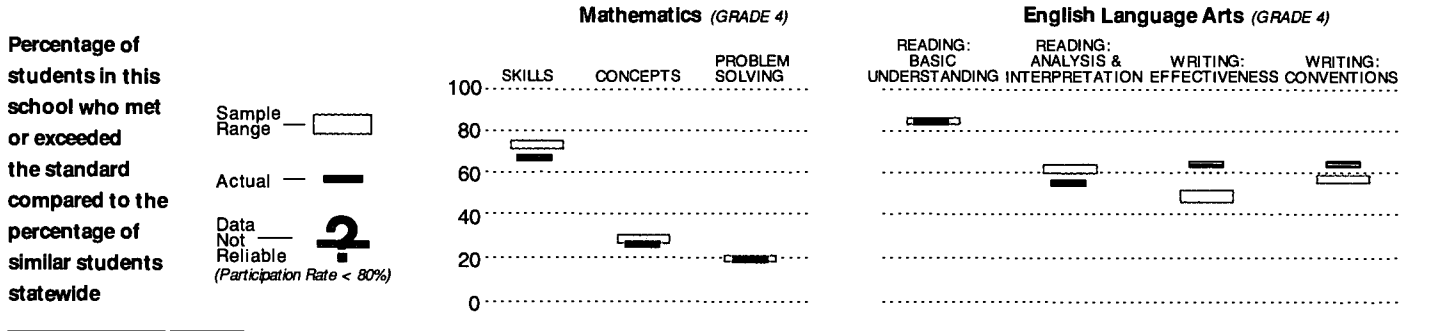 Mathematics (GRADE 4)
English Language Arts (GRADE 4)
Percentage of
students in this
school who met
or exceeded
the standard
compared to the
percentage of
similar students
statewide
Sample
Range
Actual
Data
Not
Reliable
?
(Participation Rate < 80%)
SKILLS
CONCEPTS
PROBLEM
SOLVING
READING:
BASIC
UNDERSTANDING
READING:
ANALYSIS &
INTERPRETATION
WRITING:
EFFECTIVENESS
WRITING:
CONVENTIONS
100
80
60
40
20
0